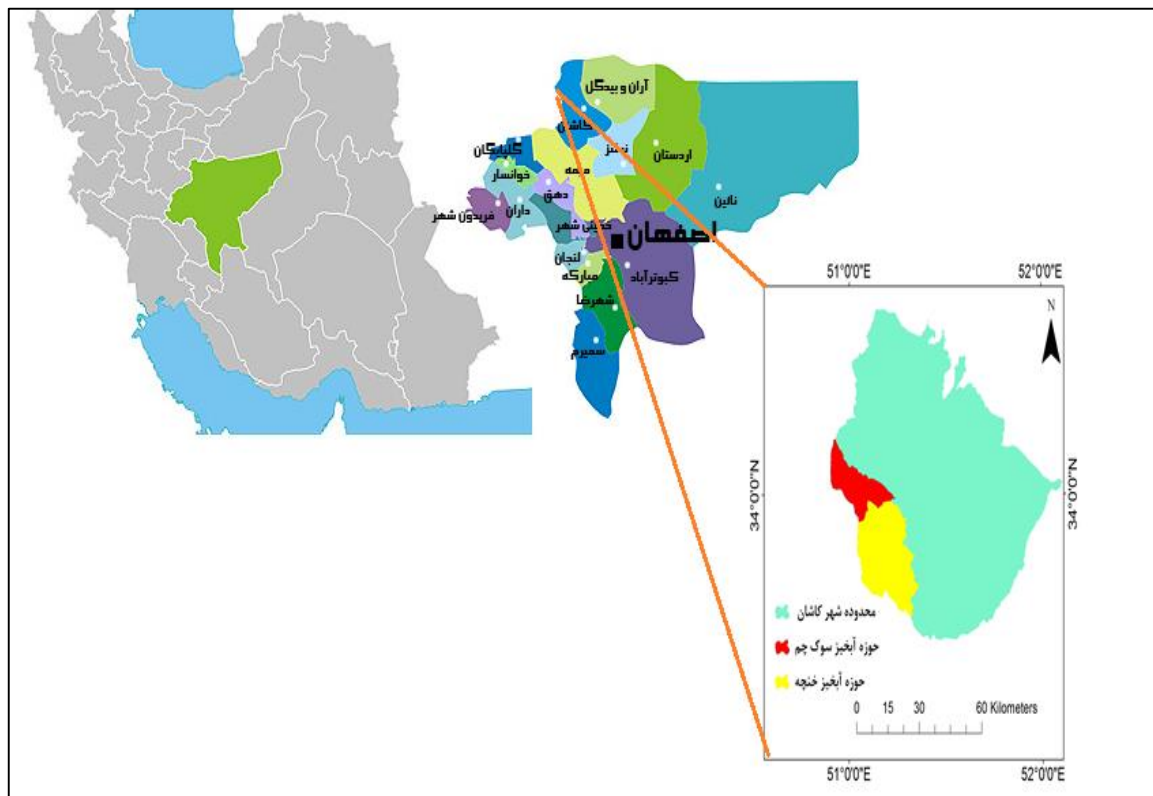 آران و بیدگل
کاشان
نطنز
اردستان
نائین
گلپایگان
خوانسار
میمه
دهق
داران
فریدون شهر
خمینی شهر
اصفهان
لنجان
مبارکه
کبوترآباد
شهرضا
سمیرم
51°0'0"E
52°0'0"E
N
34°0'0"N
34°0'0"N
محدوده شهر کاشان
حوزه آبخیز سوک چم
حوزه آبخیز خنچه
0 15 30 60 Kilometers
51°0'0"E
52°0'0"E